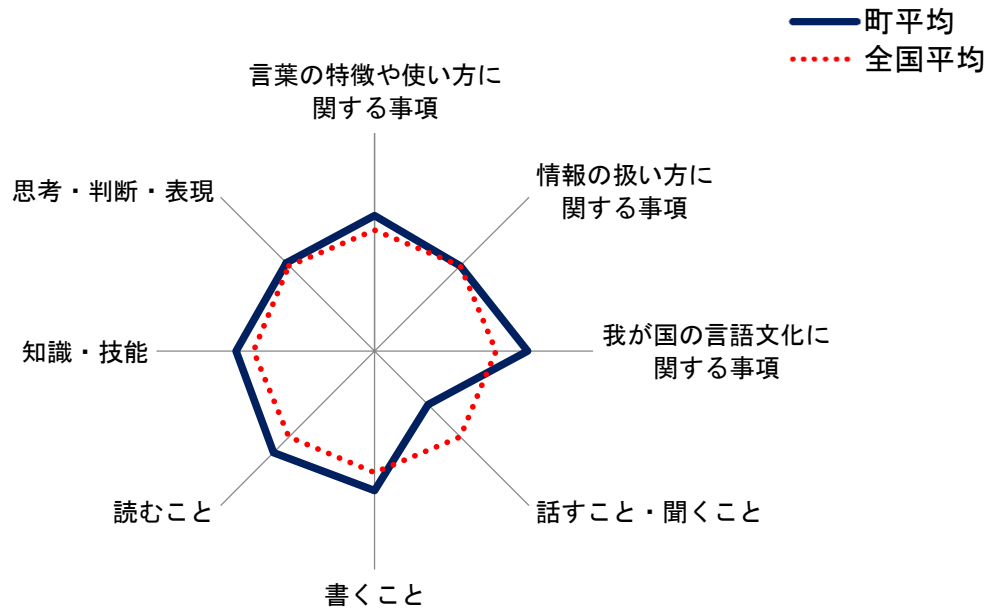 町平均
全国平均
言葉の特徴や使い方に
関する事項
情報の扱い方に
関する事項
我が国の言語文化に
関する事項
話すこと・聞くこと
書くこと
読むこと
知識・技能
思考・判断・表現